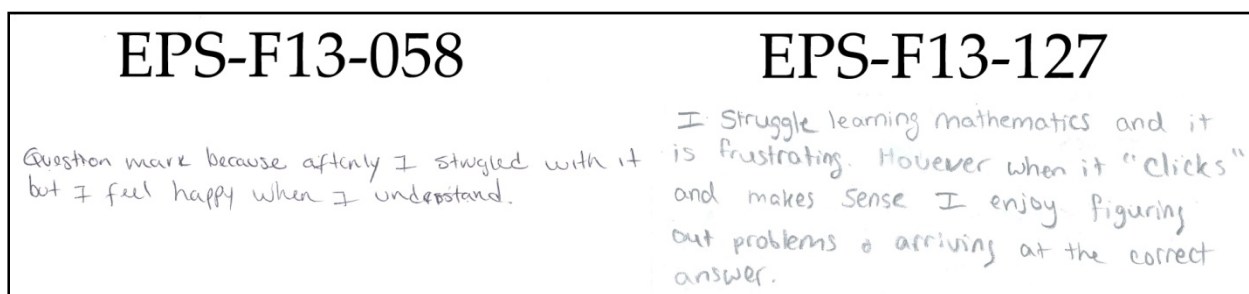 EPS-F13-058
Question mark because aftenly I strugled with it
but I feel happy when I understand.
EPS-F13-127
I struggle learning mathematics and it
is frustrating. However when it "clicks"
and makes sense I enjoy figuring
out problems & arriving at the correct
answer.